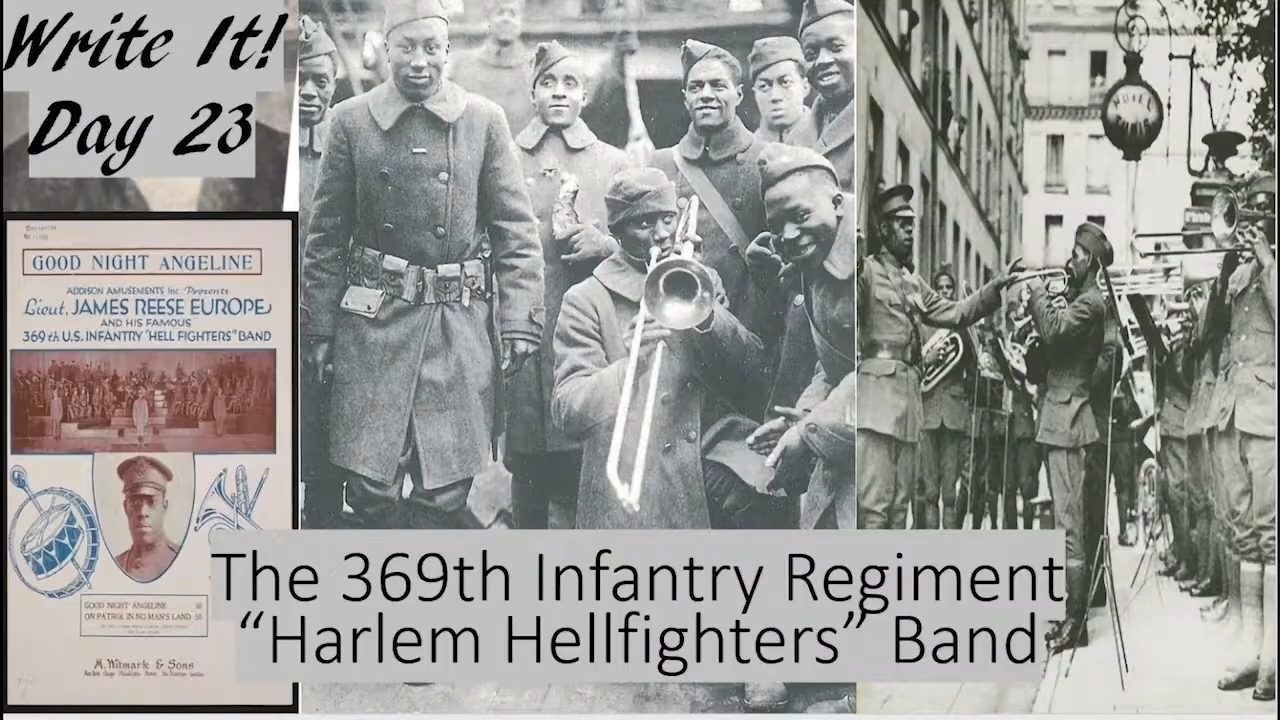 Write It!
Day 23
GOOD NIGHT ANGELINE
ADDISON AMUSEMENTS Inc. Presents
Lieut. JAMES REESE EUROPE
AND HIS FAMOUS
369th U.S. INFANTRY "HELL FIGHTERS" BAND
GOOD NIGHT ANGELINE
ON PATROL IN NO MAN'S LAND
M. Witmark & Sons
HOTEL
The 369th Infantry Regiment
“Harlem Hellfighters” Band